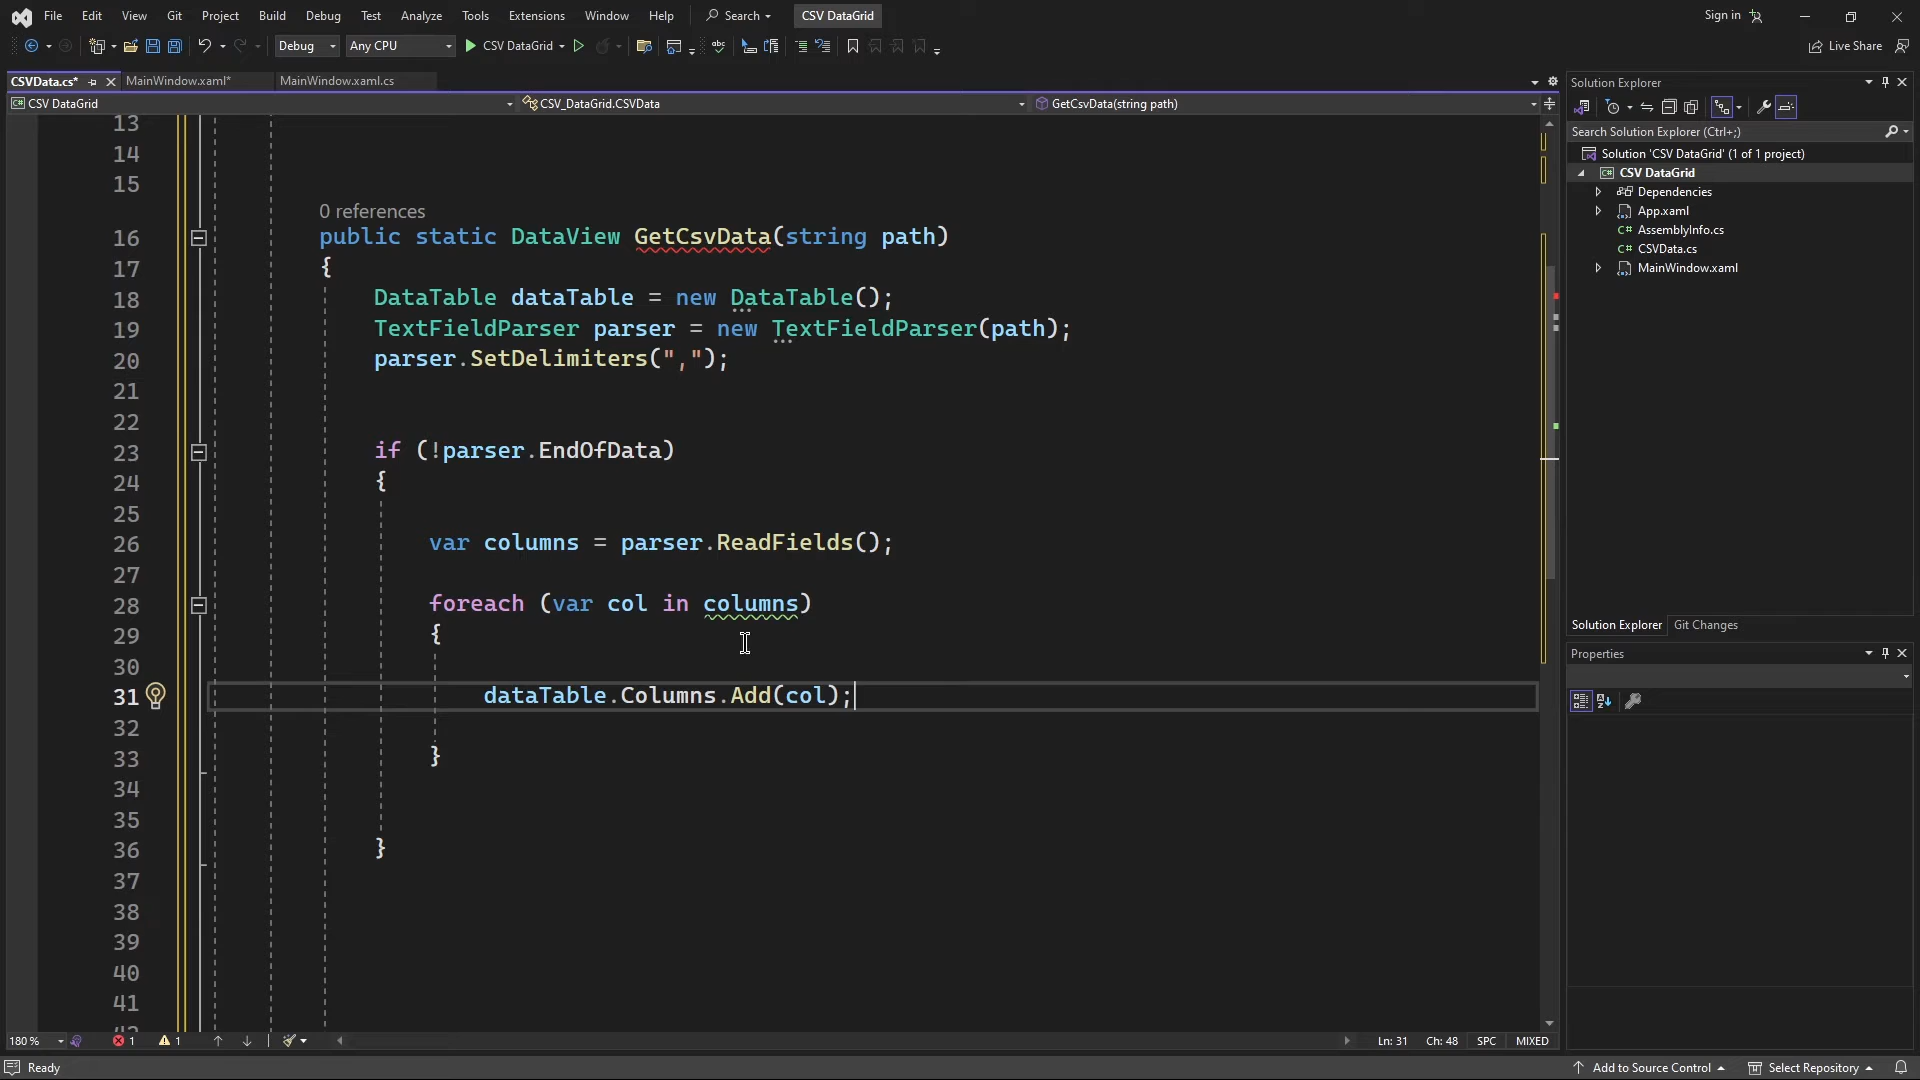 File Edit View Git Project Build Debug Test Analyze Tools Extensions Window Help Search CSV DataGrid Sign in
Debug Any CPU CSV DataGrid Live Share
CSVData.cs* MainWindow.xaml* MainWindow.xaml.cs
CSV DataGrid CSV_DataGrid.CSVData GetCsvData(string path)
13
14
15
0 references
16 public static DataView GetCsvData(string path)
17 {
18 DataTable dataTable = new DataTable();
19 TextFieldParser parser = new TextFieldParser(path);
20 parser.SetDelimiters(",");
21
22
23 if (!parser.EndOfData)
24 {
25
26 var columns = parser.ReadFields();
27
28 foreach (var col in columns)
29 {
30
31 dataTable.Columns.Add(col);
32
33 }
34
35
36 }
37
38
39
40
41
42
180 % 1 1 Ln: 31 Ch: 48 SPC MIXED
Solution Explorer
Search Solution Explorer (Ctrl+;)
Solution 'CSV DataGrid' (1 of 1 project)
CSV DataGrid
Dependencies
App.xaml
C# AssemblyInfo.cs
C# CSVData.cs
MainWindow.xaml
Solution Explorer Git Changes
Properties
Ready Add to Source Control Select Repository